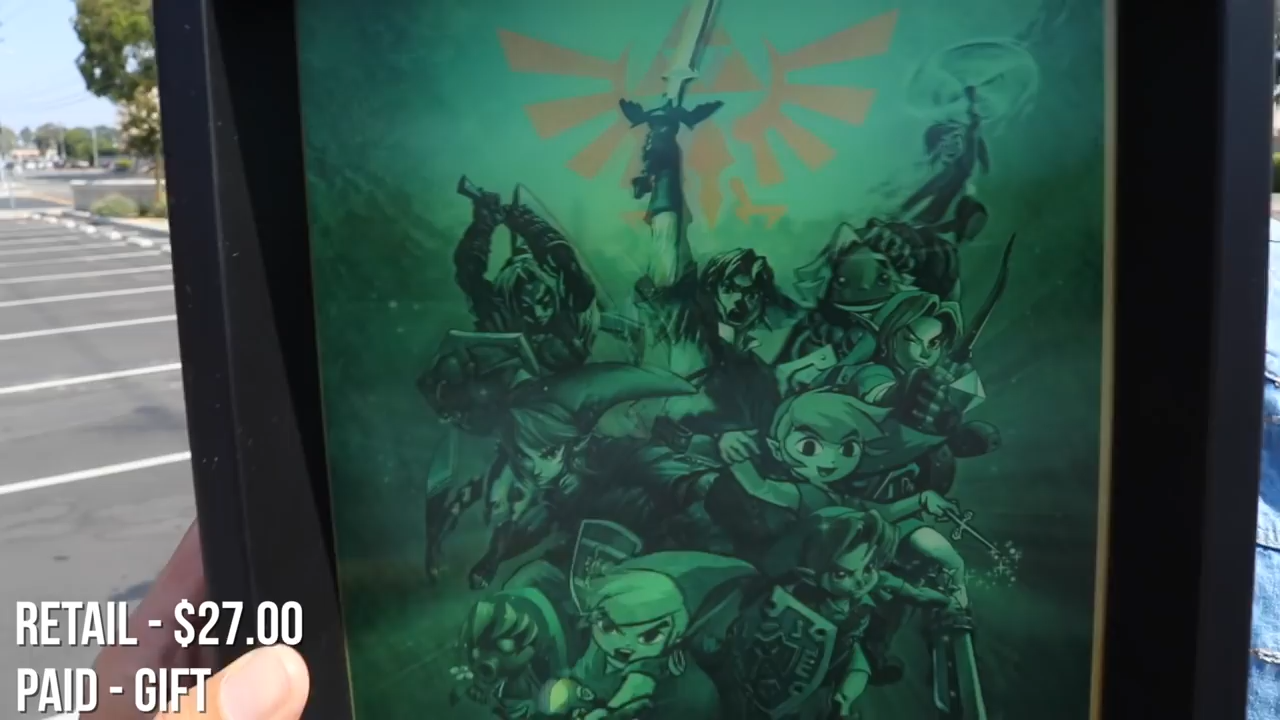 RETAIL - $27.00
PAID - GIFT